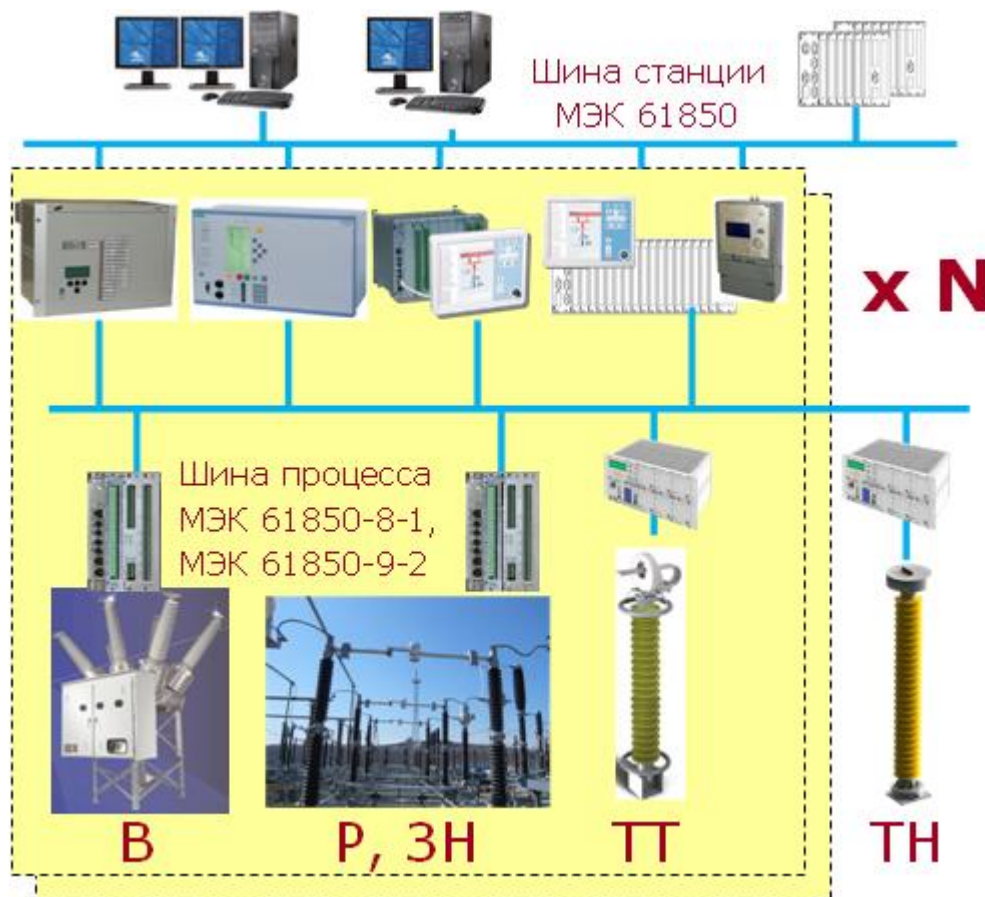 Шина станции
МЭК 61850
x N
Шина процесса
МЭК 61850-8-1,
МЭК 61850-9-2
В
Р, ЗН
ТТ
ТН